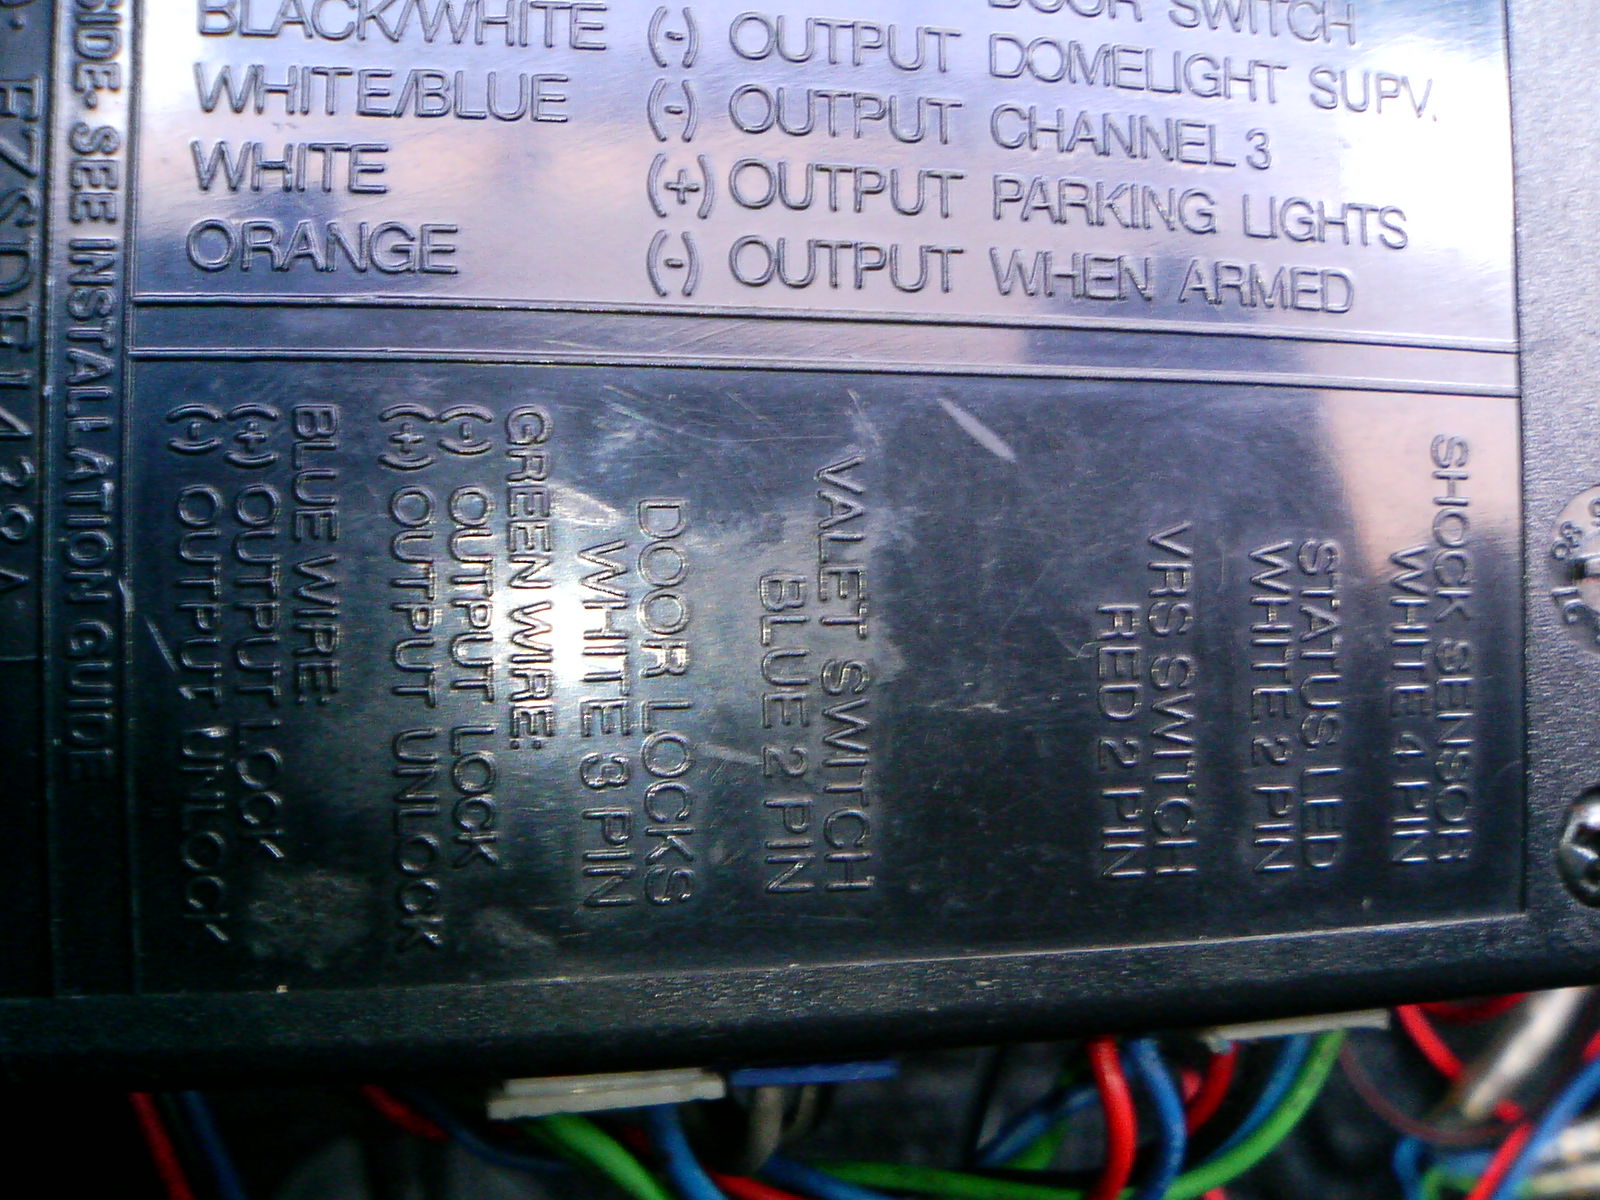 DOOR SWITCH
BLACK/WHITE (-) OUTPUT DOMELIGHT SUPV.
WHITE/BLUE (-) OUTPUT CHANNEL 3
WHITE (+) OUTPUT PARKING LIGHTS
ORANGE (-) OUTPUT WHEN ARMED
SHOCK SENSOR
WHITE 4 PIN
STATUS LED
WHITE 2 PIN
VRS SWITCH
RED 2 PIN
VALET SWITCH
BLUE 2 PIN
DOOR LOCKS
WHITE 3 PIN
GREEN WIRE:
(-) OUTPUT LOCK
(+) OUTPUT UNLOCK
BLUE WIRE:
(+) OUTPUT LOCK
(-) OUTPUT UNLOCK
SIDE. SEE INSTALLATION GUIDE